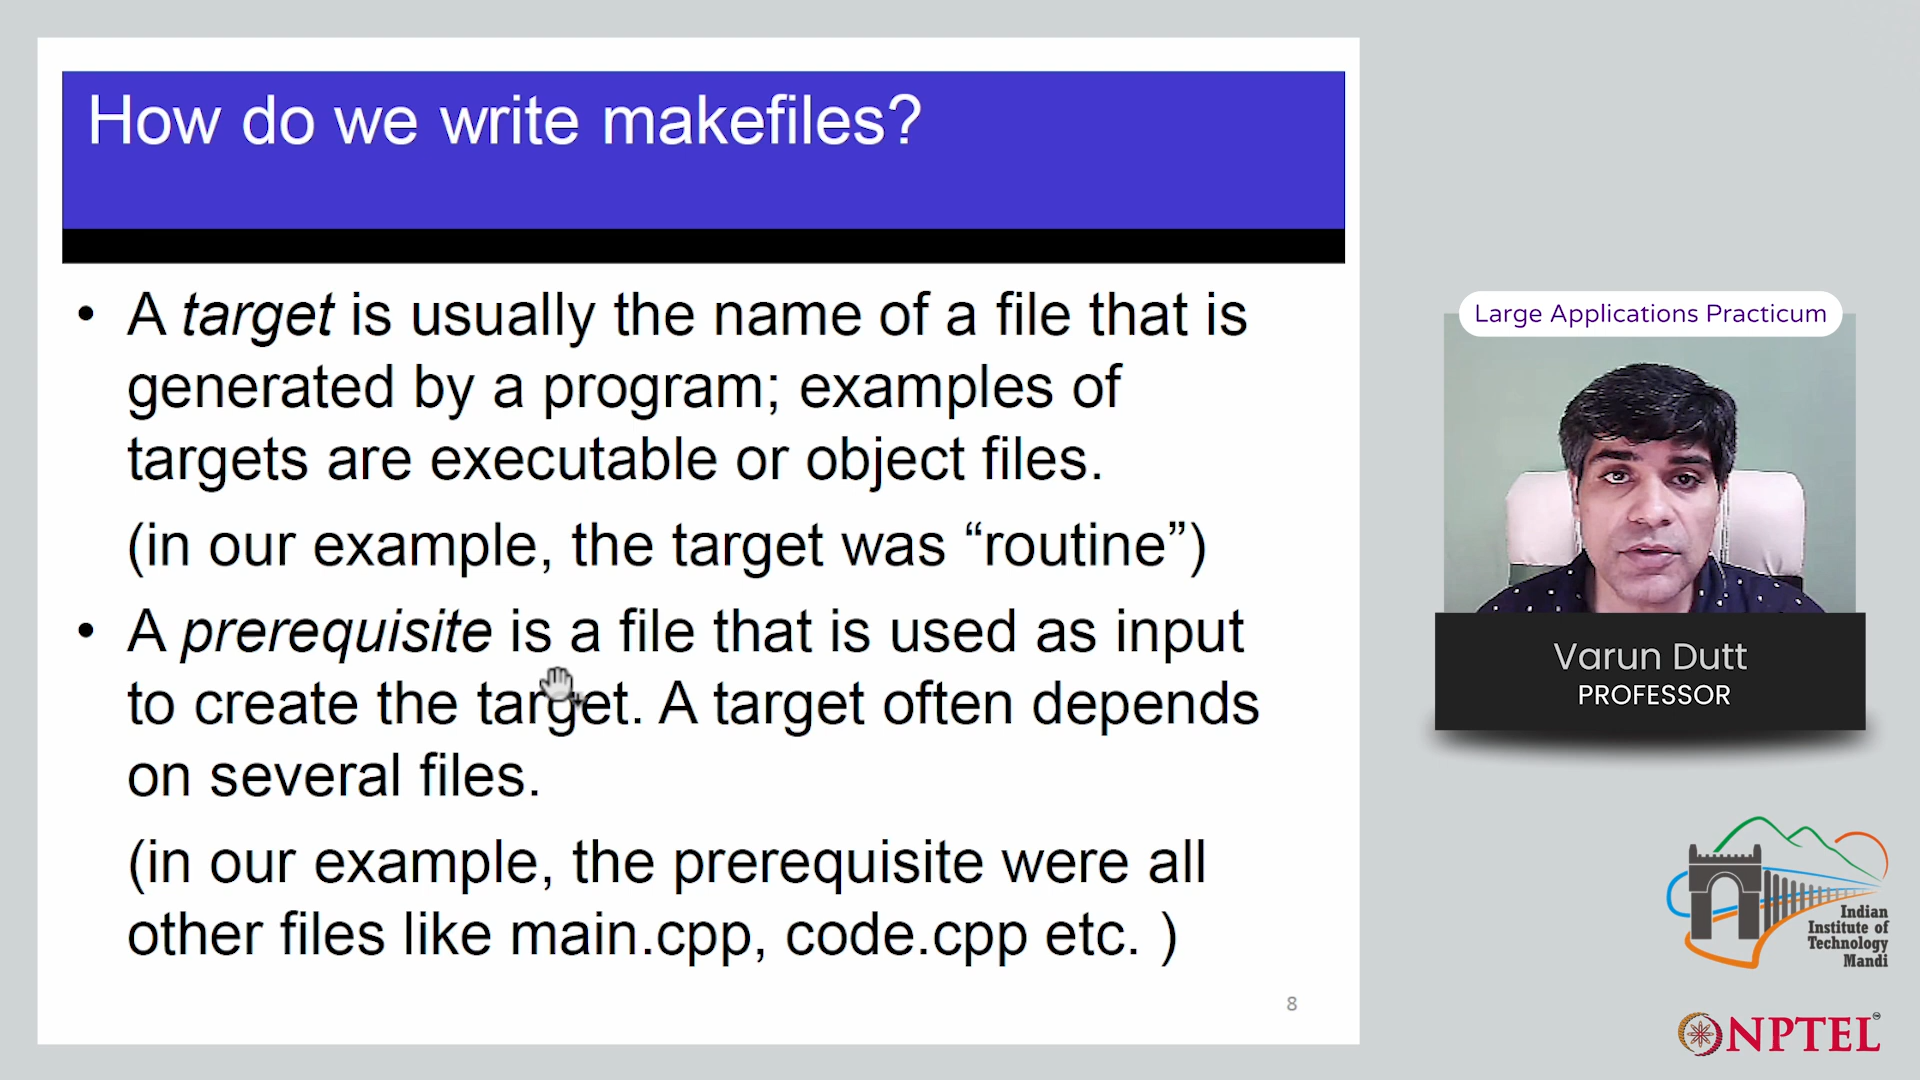 How do we write makefiles?
• A target is usually the name of a file that is
generated by a program; examples of
targets are executable or object files.
(in our example, the target was “routine”)
• A prerequisite is a file that is used as input
to create the target. A target often depends
on several files.
(in our example, the prerequisite were all
other files like main.cpp, code.cpp etc. )
8
Large Applications Practicum
Varun Dutt
PROFESSOR
Indian
Institute of
Technology
Mandi
NPTEL